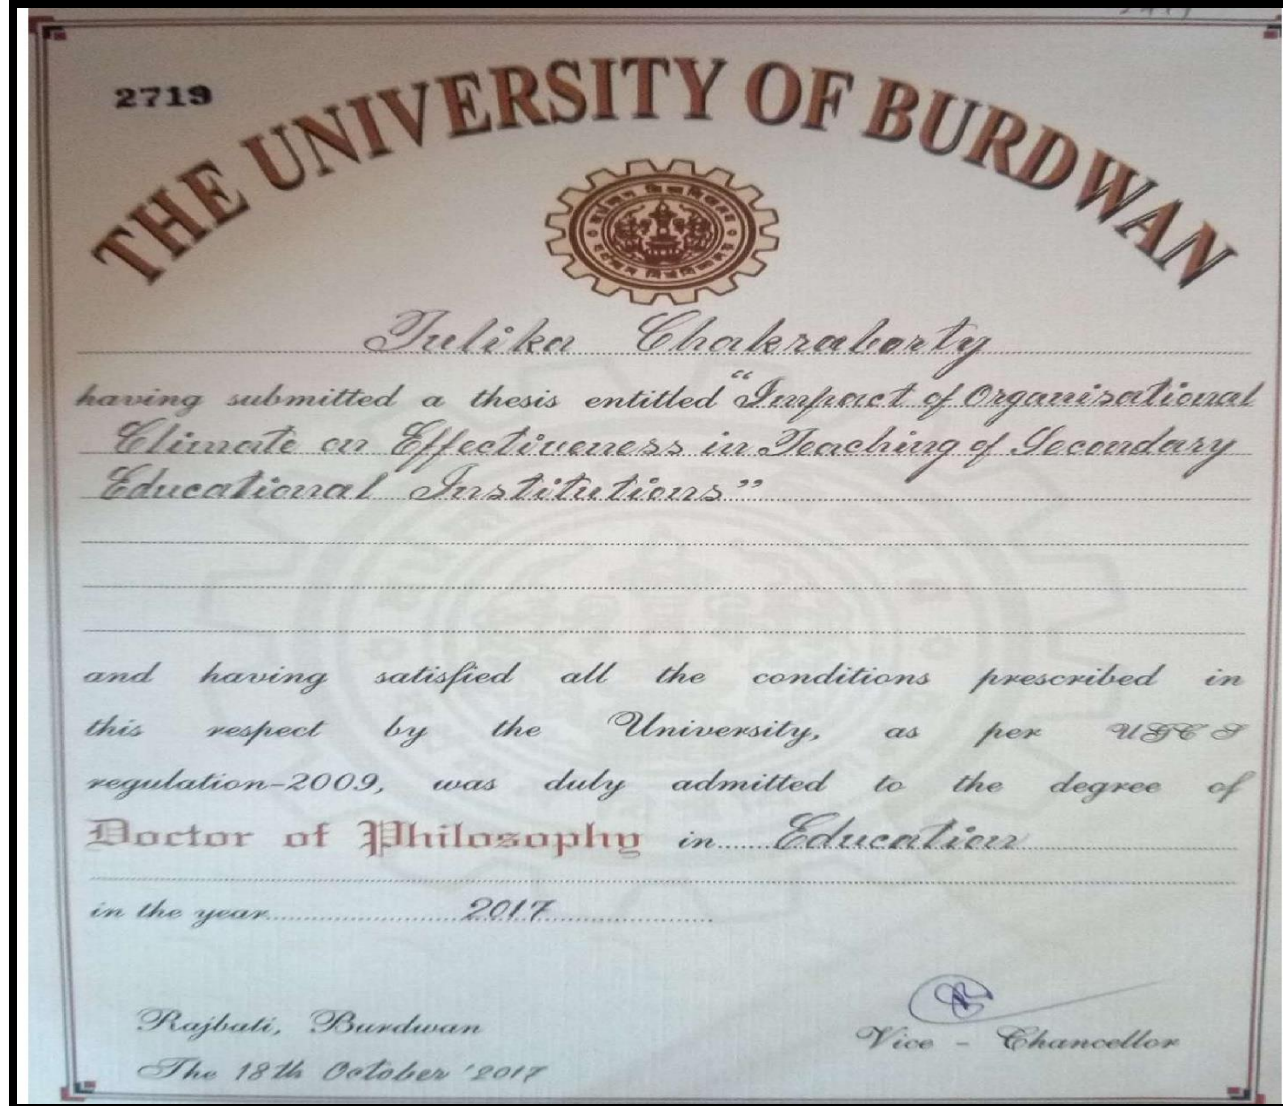 2719
THE UNIVERSITY OF BURDWAN
Tulika Chakraborty
having submitted a thesis entitled "Impact of Organisational
Climate on Effectiveness in Teaching of Secondary
Educational Institutions"
and having satisfied all the conditions prescribed in
this respect by the University, as per UGC'S
regulation-2009, was duly admitted to the degree of
Doctor of Philosophy in Education
in the year 2017
Rajbati, Burdwan
The 18th October '2017
Vice - Chancellor